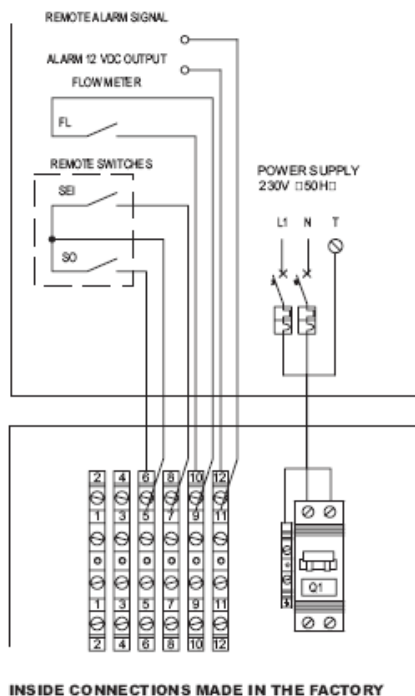 REMOTE ALARM SIGNAL
ALARM 12 VDC OUTPUT
FLOW METER
FL
REMOTE SWITCHES
SEI
SO
POWER SUPPLY
230V □50H□
L1 N T
2 4 6 8 10 12
1 3 5 7 9 11
Q1
1 3 5 7 9 11
2 4 6 8 10 12
INSIDE CONNECTIONS MADE IN THE FACTORY